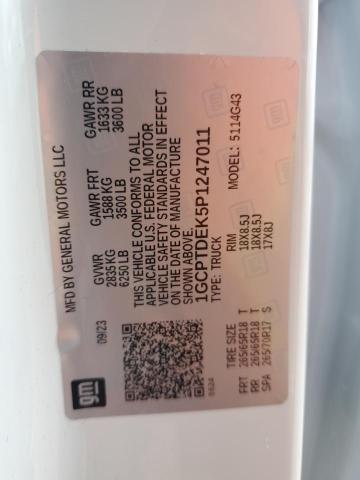 gm
MFD BY GENERAL MOTORS LLC
09/23
GVWR
2835 KG
6250 LB
GAWR FRT
1588 KG
3500 LB
GAWR RR
1633 KG
3600 LB
THIS VEHICLE CONFORMS TO ALL
APPLICABLE U.S. FEDERAL MOTOR
VEHICLE SAFETY STANDARDS IN EFFECT
ON THE DATE OF MANUFACTURE
SHOWN ABOVE.
1GCPTDEK5P1247011
TYPE: TRUCK
MODEL: 5114G43
TIRE SIZE RIM
FRT 265/65R18 T 18X8.5J
RR 265/65R18 T 18X8.5J
SPA 265/70R17 S 17X8J